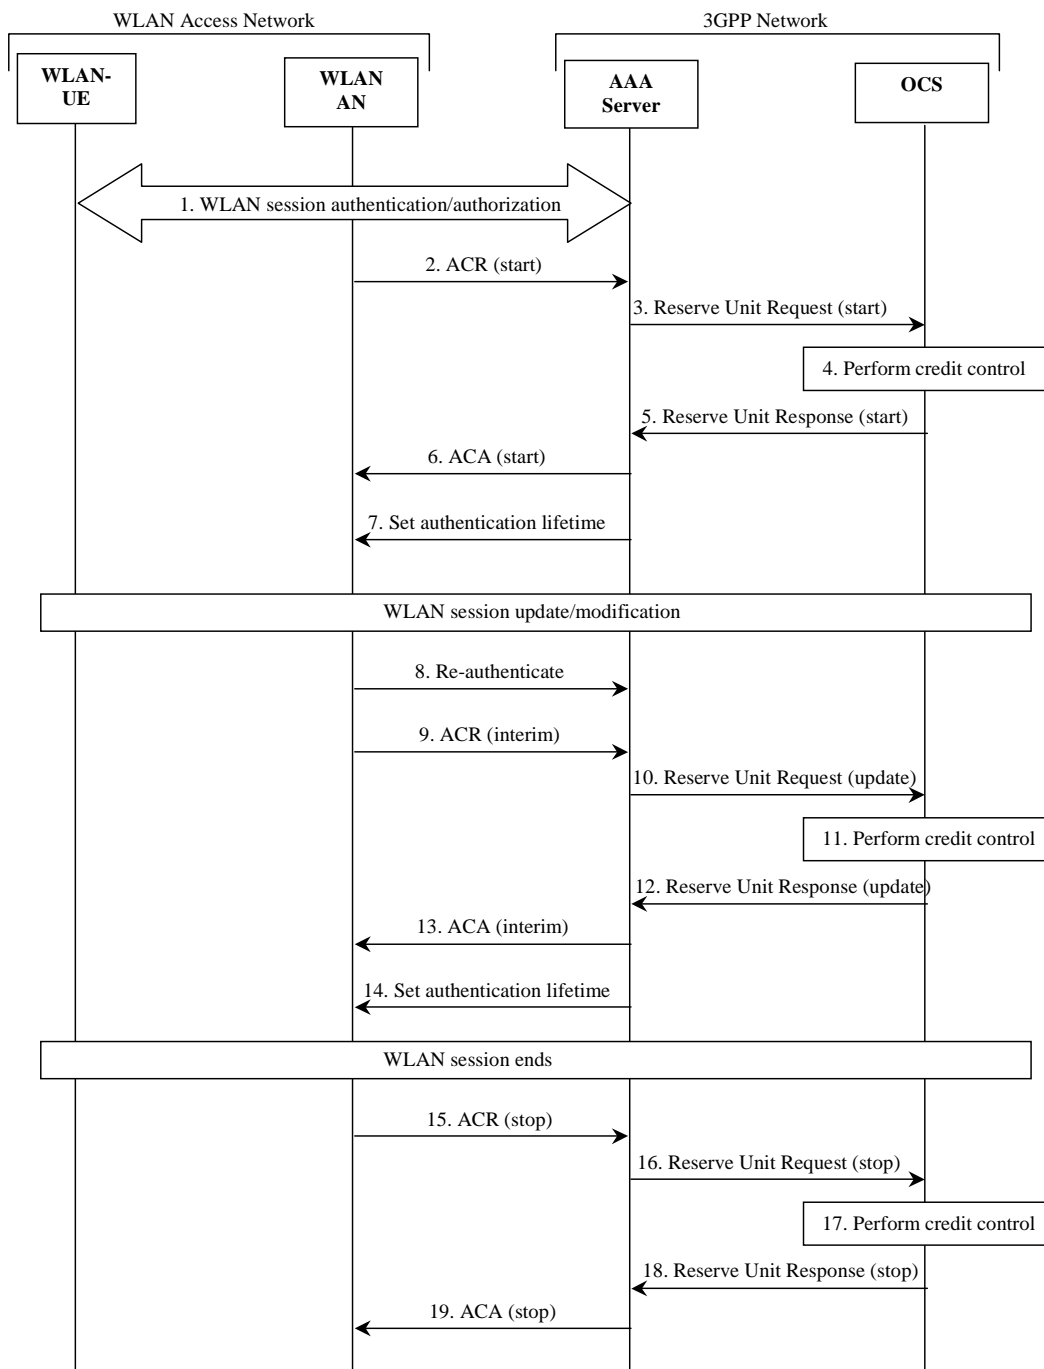 WLAN Access Network
3GPP Network
WLAN-
UE
WLAN
AN
AAA
Server
OCS
1. WLAN session authentication/authorization
2. ACR (start)
3. Reserve Unit Request (start)
4. Perform credit control
5. Reserve Unit Response (start)
6. ACA (start)
7. Set authentication lifetime
WLAN session update/modification
8. Re-authenticate
9. ACR (interim)
10. Reserve Unit Request (update)
11. Perform credit control
12. Reserve Unit Response (update)
13. ACA (interim)
14. Set authentication lifetime
WLAN session ends
15. ACR (stop)
16. Reserve Unit Request (stop)
17. Perform credit control
18. Reserve Unit Response (stop)
19. ACA (stop)